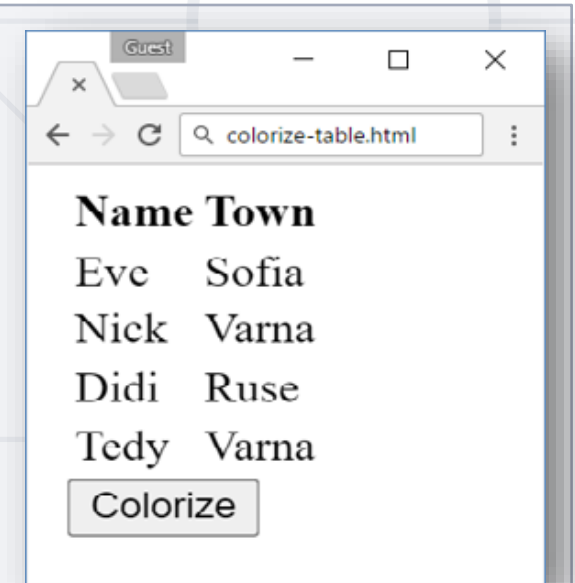 Guest
colorize-table.html
Name Town
Eve Sofia
Nick Varna
Didi Ruse
Tedy Varna
Colorize